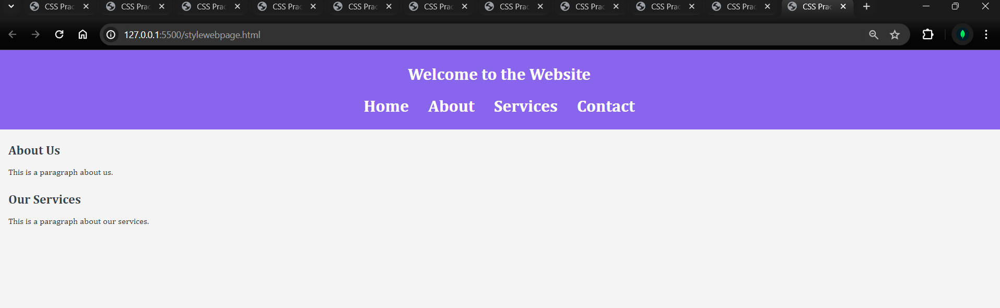 CSS Prac CSS Prac CSS Prac CSS Prac CSS Prac CSS Prac CSS Prac CSS Prac CSS Prac CSS Prac CSS Prac
127.0.0.1:5500/stylewebpage.html
Welcome to the Website
Home About Services Contact
About Us
This is a paragraph about us.
Our Services
This is a paragraph about our services.